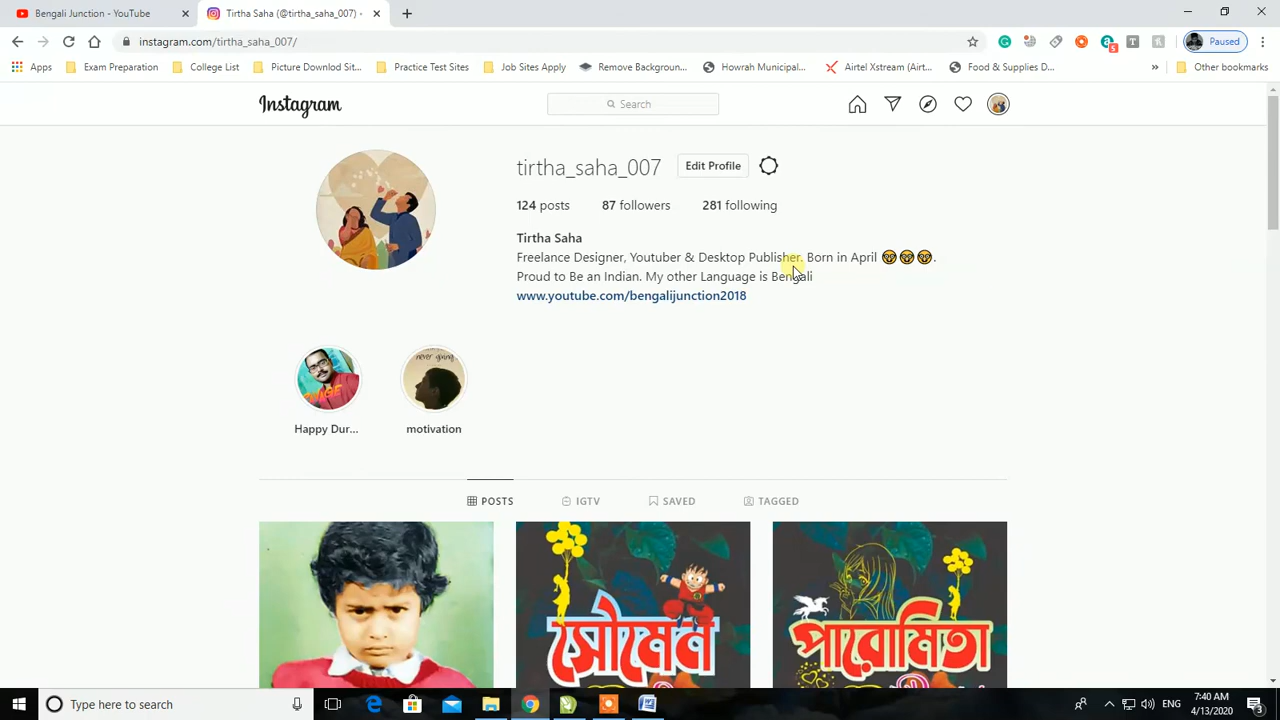 Bengali Junction - YouTube
Tirtha Saha (@tirtha_saha_007) •
instagram.com/tirtha_saha_007/
Paused
Apps
Exam Preparation
College List
Picture Downlod Sit...
Practice Test Sites
Job Sites Apply
Remove Backgroun...
Howrah Municipal...
Airtel Xstream (Airt...
Food & Supplies D...
»
Other bookmarks
Instagram
Search
tirtha_saha_007
Edit Profile
124 posts
87 followers
281 following
Tirtha Saha
Freelance Designer, Youtuber & Desktop Publisher. Born in April 🤓🤓🤓.
Proud to Be an Indian. My other Language is Bengali
www.youtube.com/bengalijunction2018
never going
Happy Dur...
motivation
POSTS
IGTV
SAVED
TAGGED
সৌমেন
পারোমিতা
Type here to search
ENG
7:40 AM
4/13/2020
3